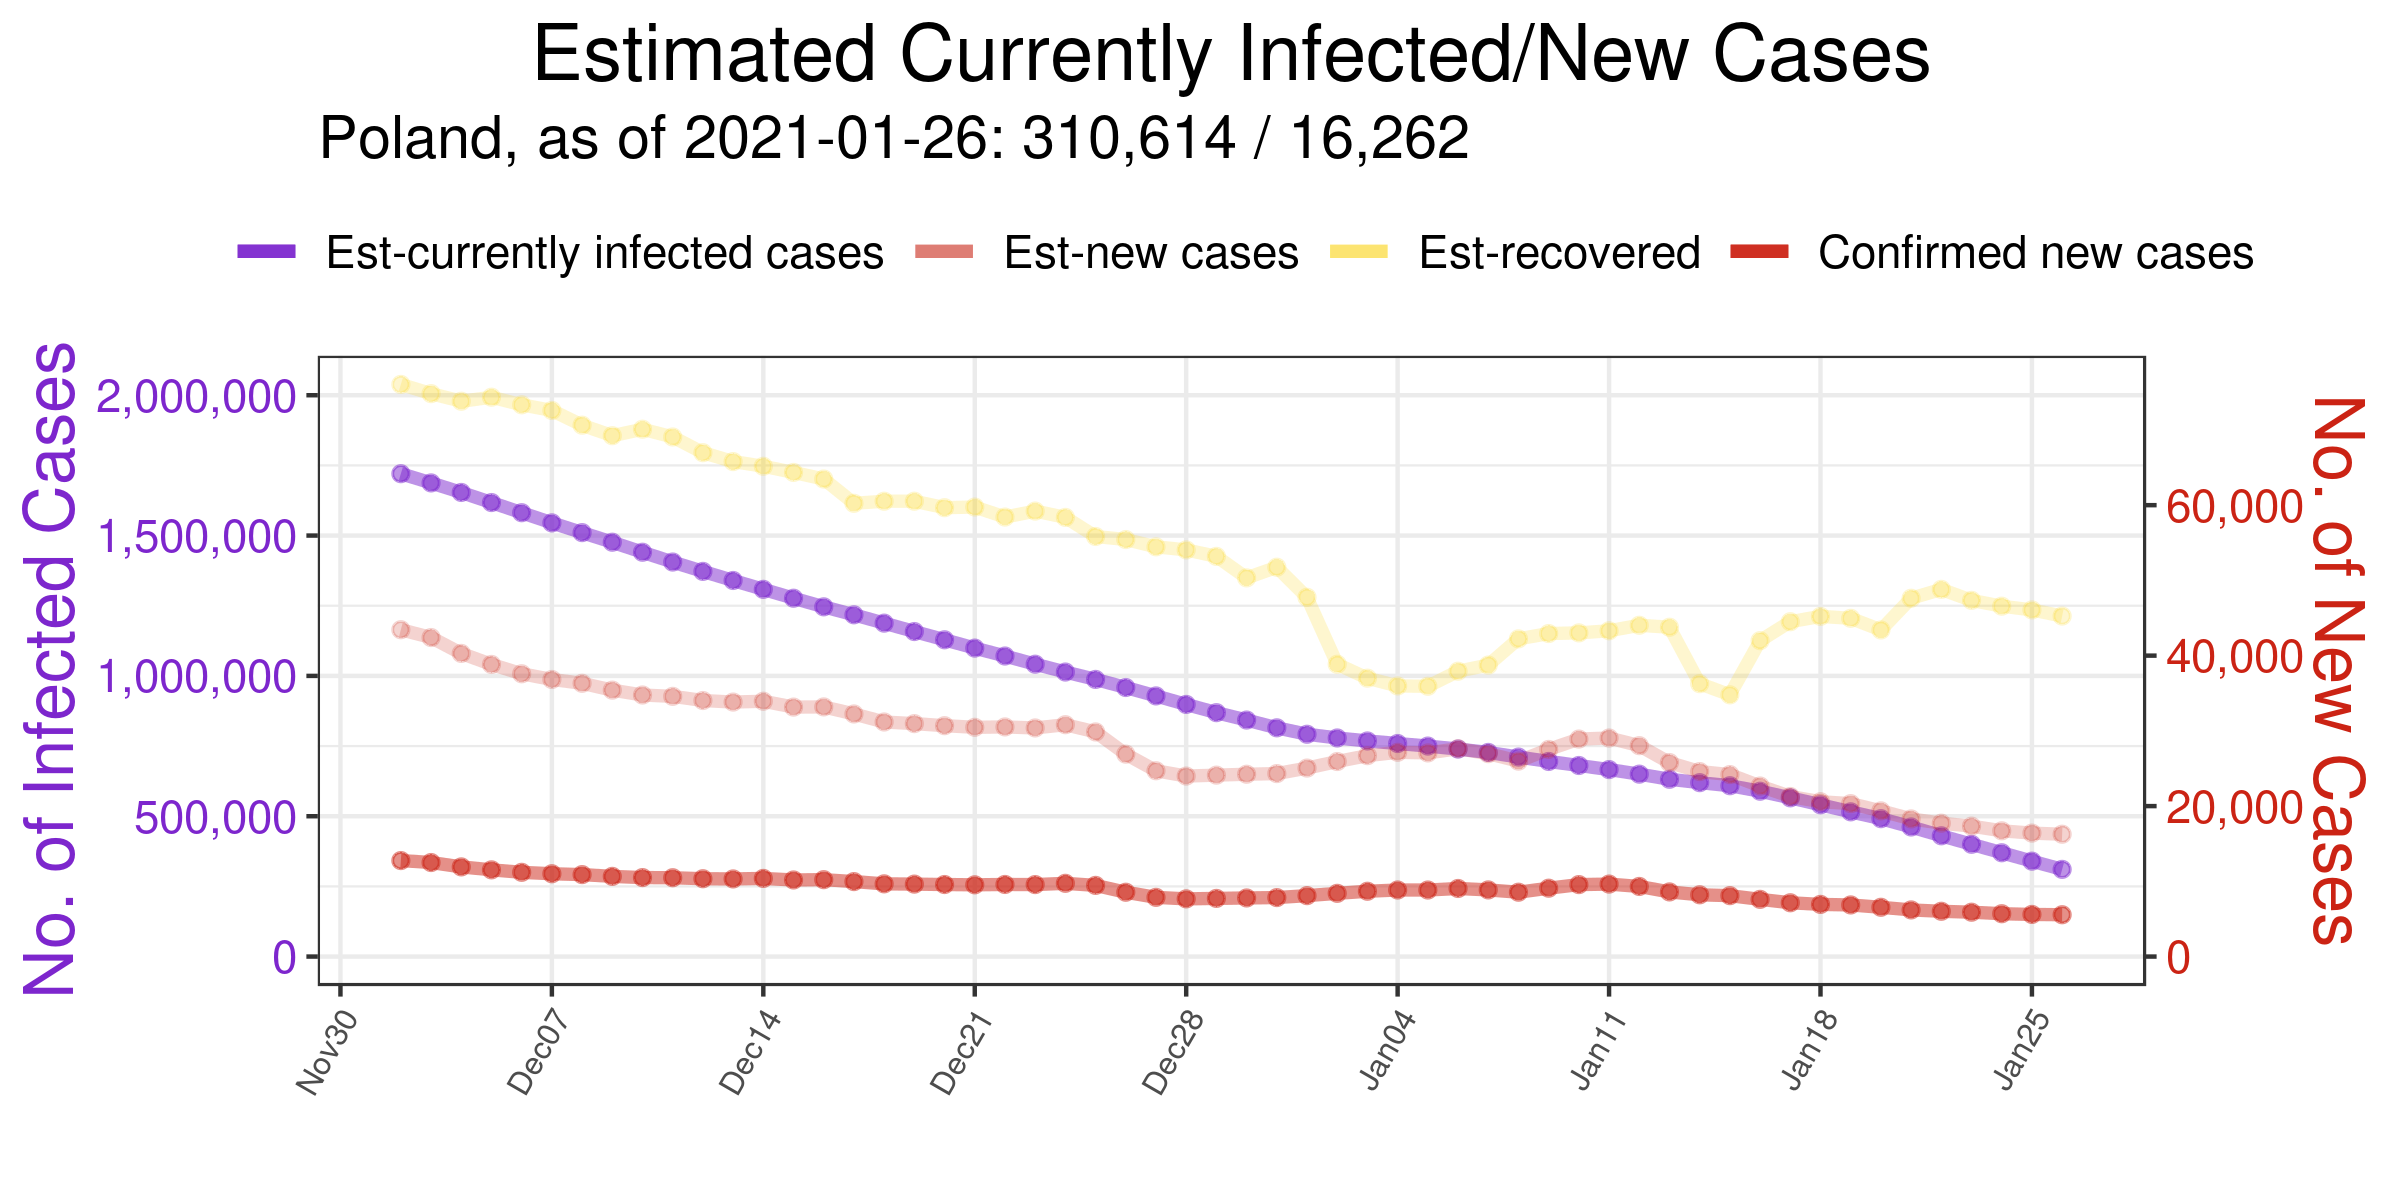 Estimated Currently Infected/New Cases
Poland, as of 2021-01-26: 310,614 / 16,262
Est-currently infected cases Est-new cases Est-recovered Confirmed new cases
No. of Infected Cases
2,000,000
1,500,000
1,000,000
500,000
0
60,000
40,000
20,000
0
No. of New Cases
Nov30 Dec07 Dec14 Dec21 Dec28 Jan04 Jan11 Jan18 Jan25